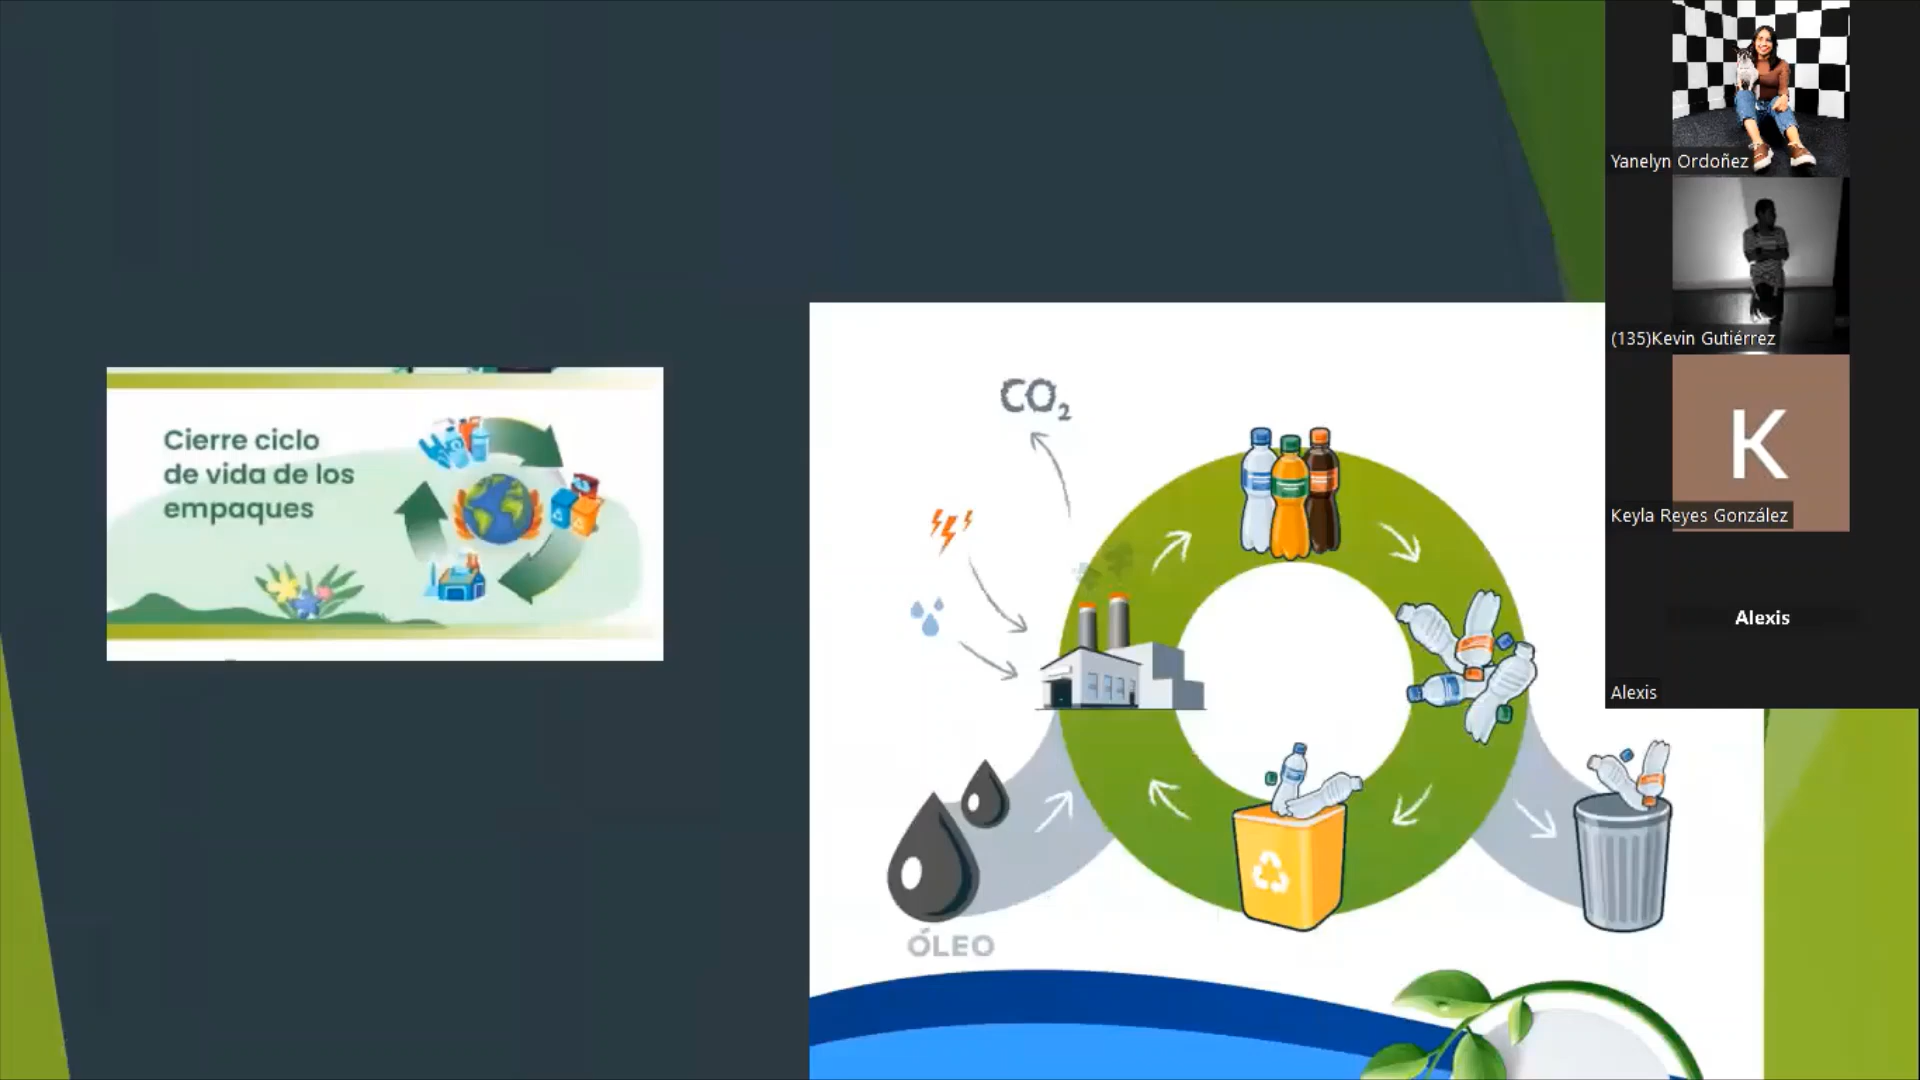 Cierre ciclo
de vida de los
empaques
CO₂
ÓLEO
Yanelyn Ordoñez
(135)Kevin Gutiérrez
K
Keyla Reyes González
Alexis
Alexis